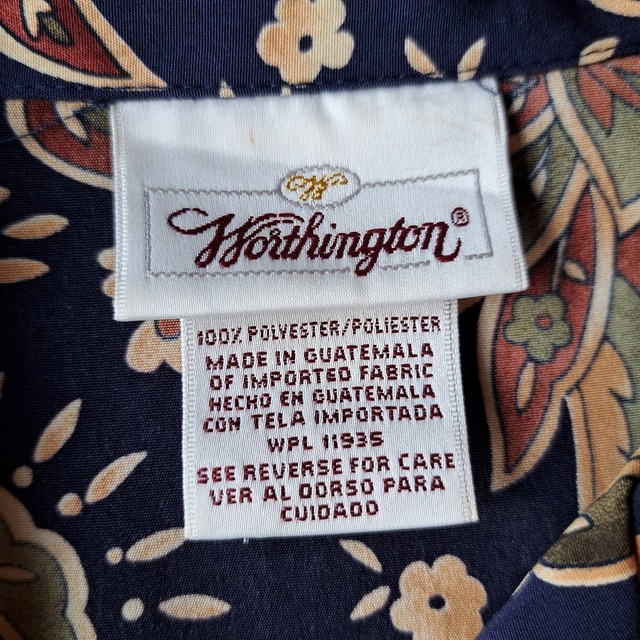 W
Worthington®
100% POLYESTER/POLIESTER
MADE IN GUATEMALA
OF IMPORTED FABRIC
HECHO EN GUATEMALA
CON TELA IMPORTADA
WPL 11935
SEE REVERSE FOR CARE
VER AL DORSO PARA
CUIDADO